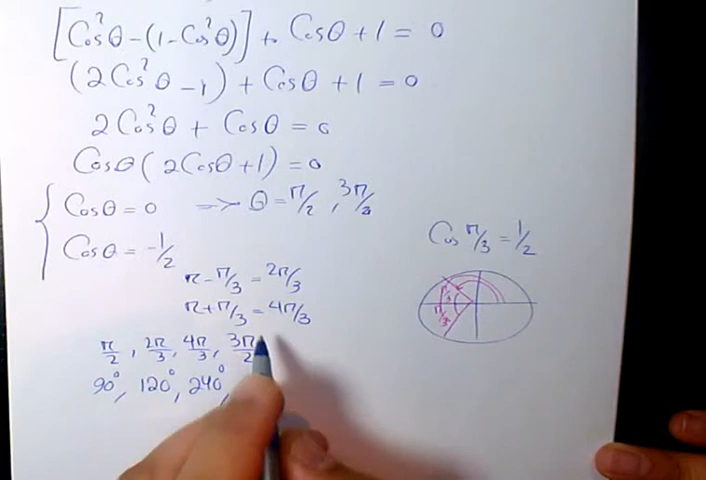 [Cos²θ-(1-Cos²θ)] + Cosθ+1 = 0
(2Cos²θ-1) + Cosθ+1 = 0
2Cos²θ + Cosθ = 0
Cosθ(2Cosθ+1) = 0
Cosθ = 0 → θ = π/2, 3π/2
Cosθ = -1/2
Cos π/3 = 1/2
π - π/3 = 2π/3
π + π/3 = 4π/3
π/3
π/3
π/2, 2π/3, 4π/3, 3π/2
90°, 120°, 240°,